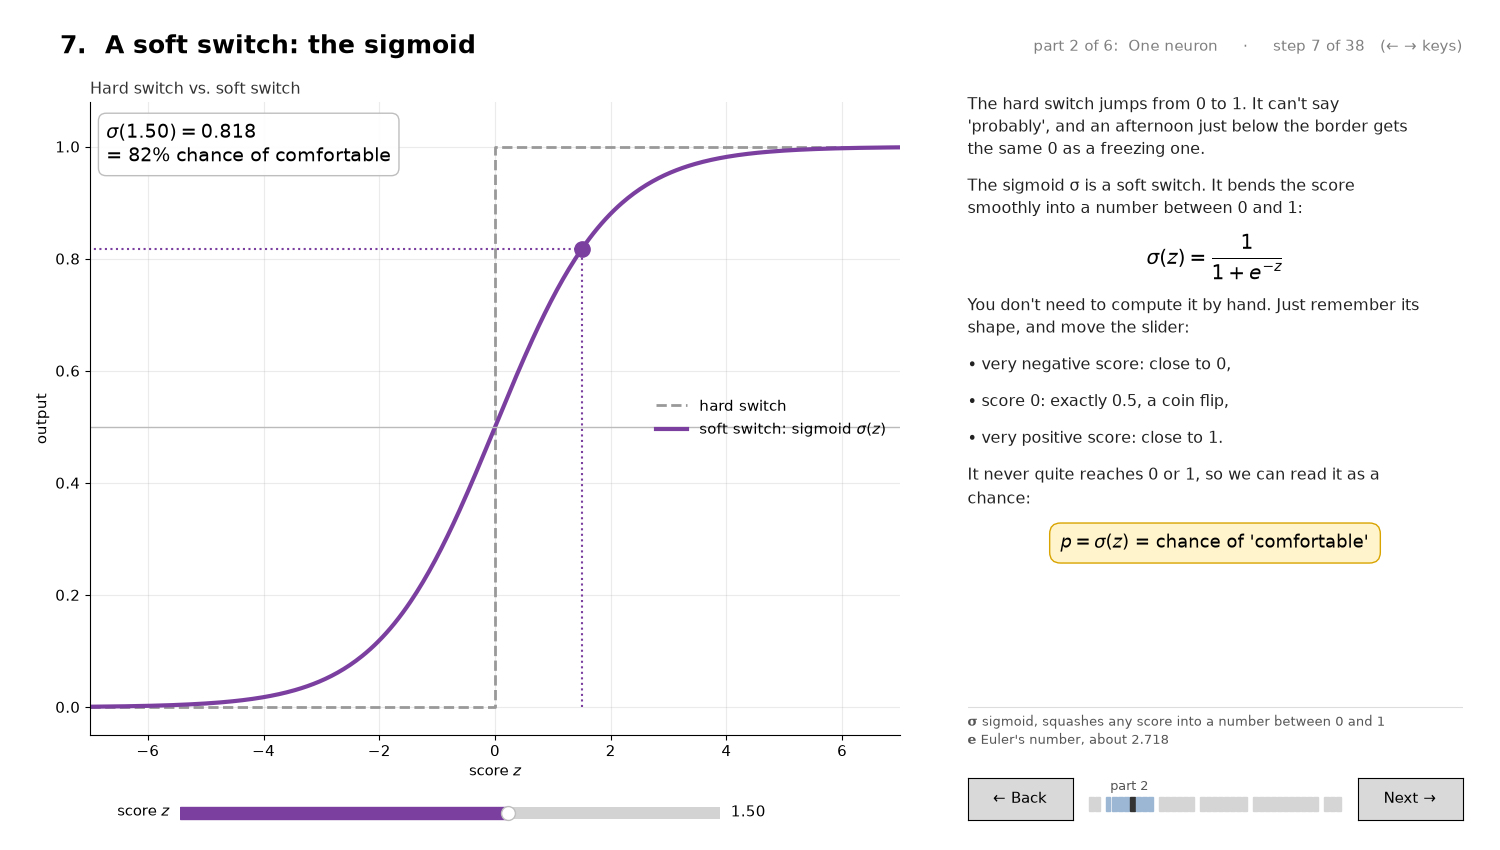 7.  A soft switch: the sigmoid
part 2 of 6:  One neuron  ·  step 7 of 38  (← → keys)
Hard switch vs. soft switch
σ(1.50) = 0.818
= 82% chance of comfortable
1.0
0.8
0.6
0.4
0.2
0.0
output
hard switch
soft switch: sigmoid σ(z)
−6 −4 −2 0 2 4 6
score z
score z 1.50
The hard switch jumps from 0 to 1. It can't say
'probably', and an afternoon just below the border gets
the same 0 as a freezing one.
The sigmoid σ is a soft switch. It bends the score
smoothly into a number between 0 and 1:
σ(z) = 1 / (1 + e^−z)
You don't need to compute it by hand. Just remember its
shape, and move the slider:
• very negative score: close to 0,
• score 0: exactly 0.5, a coin flip,
• very positive score: close to 1.
It never quite reaches 0 or 1, so we can read it as a
chance:
p = σ(z) = chance of 'comfortable'
σ sigmoid, squashes any score into a number between 0 and 1
e Euler's number, about 2.718
← Back
part 2
Next →